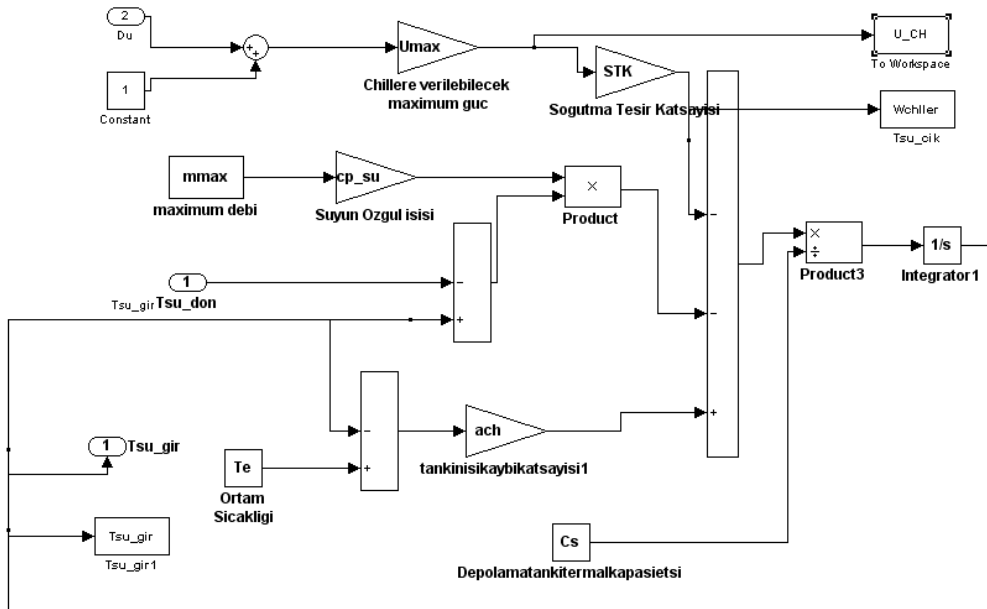 2
Du
+
+
1
Constant
Umax
Chillere verilebilecek
maximum guc
STK
Sogutma Tesir Katsayisi
U_CH
To Workspace
Wchller
Tsu_cik
mmax
maximum debi
cp_su
Suyun Ozgul isisi
×
Product
1
Tsu_gir
Tsu_don
−
+
−
−
+
×
÷
Product3
1/s
Integrator1
−
+
ach
tankinisikaybikatsayisi1
1
Tsu_gir
Te
Ortam
Sicakligi
Tsu_gir
Tsu_gir1
Cs
Depolamatankitermalkapasietsi